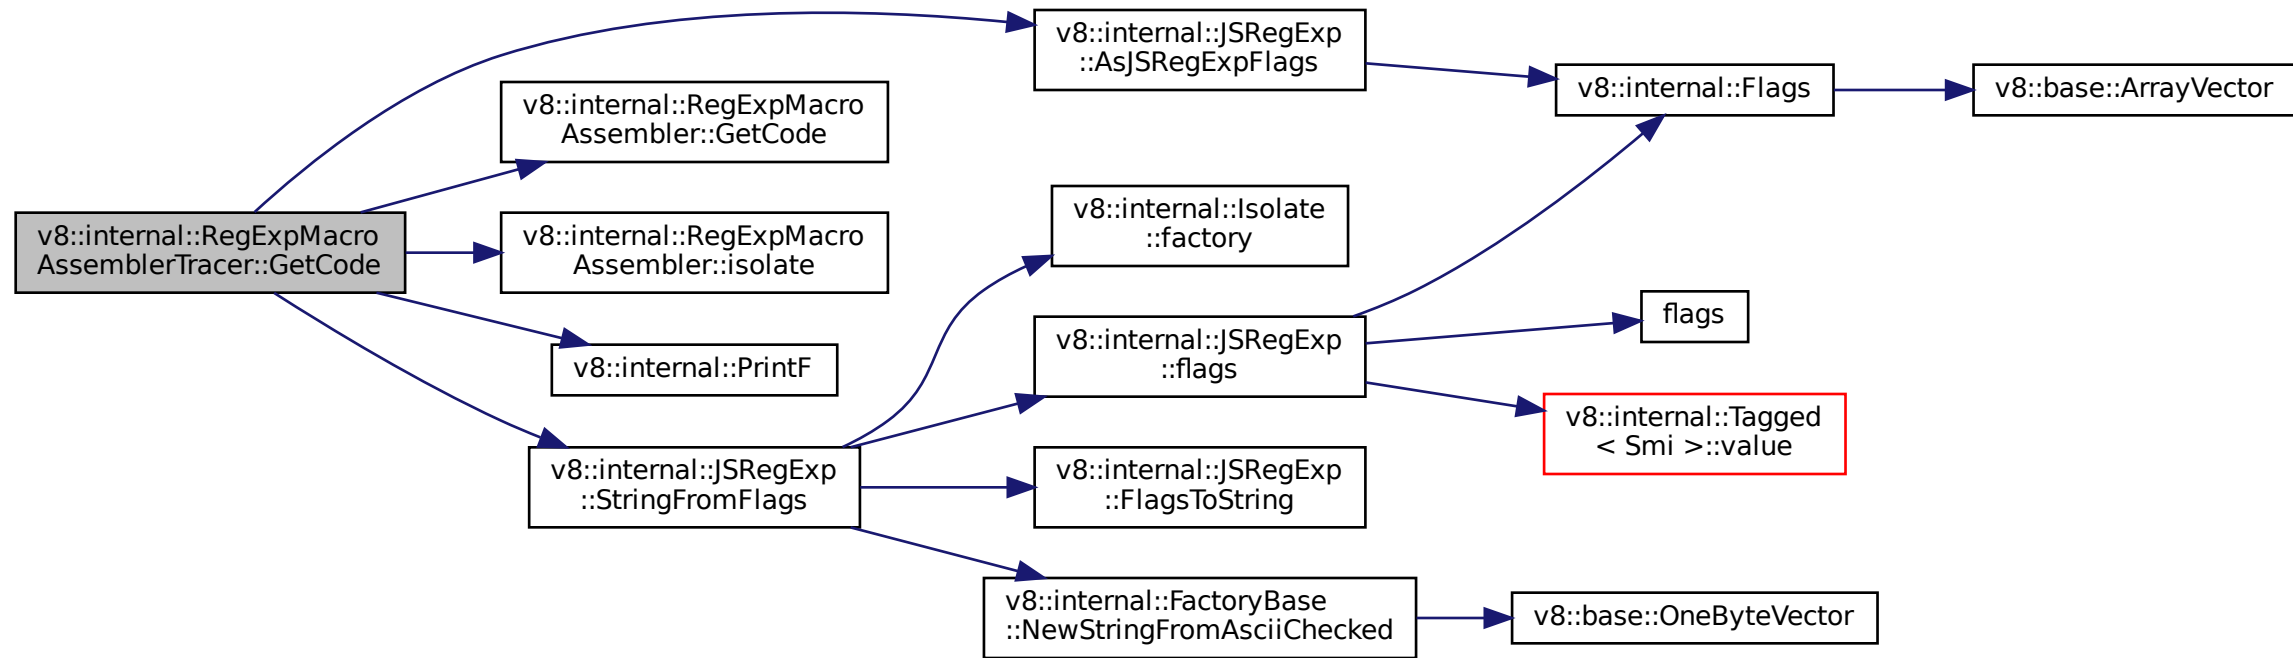 v8::internal::RegExpMacro
AssemblerTracer::GetCode
v8::internal::JSRegExp
::AsJSRegExpFlags
v8::internal::Flags
v8::base::ArrayVector
v8::internal::RegExpMacro
Assembler::GetCode
v8::internal::RegExpMacro
Assembler::isolate
v8::internal::PrintF
v8::internal::JSRegExp
::StringFromFlags
v8::internal::Isolate
::factory
v8::internal::JSRegExp
::flags
flags
v8::internal::Tagged
< Smi >::value
v8::internal::JSRegExp
::FlagsToString
v8::internal::FactoryBase
::NewStringFromAsciiChecked
v8::base::OneByteVector